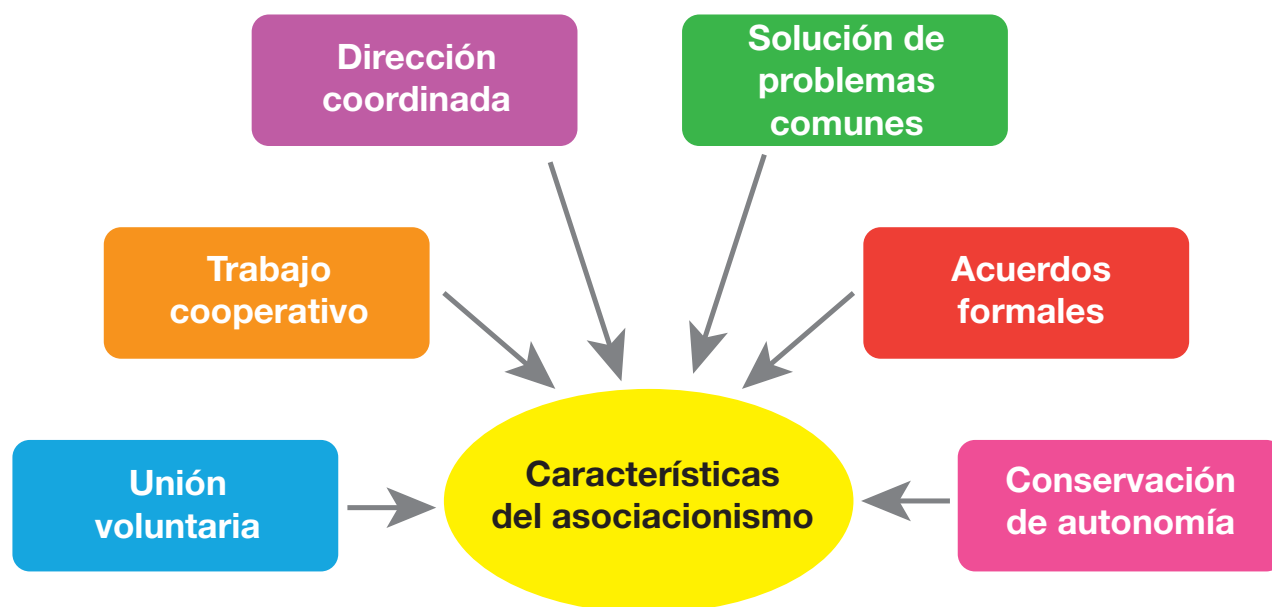 Dirección
coordinada
Solución de
problemas
comunes
Trabajo
cooperativo
Acuerdos
formales
Unión
voluntaria
Características
del asociacionismo
Conservación
de autonomía